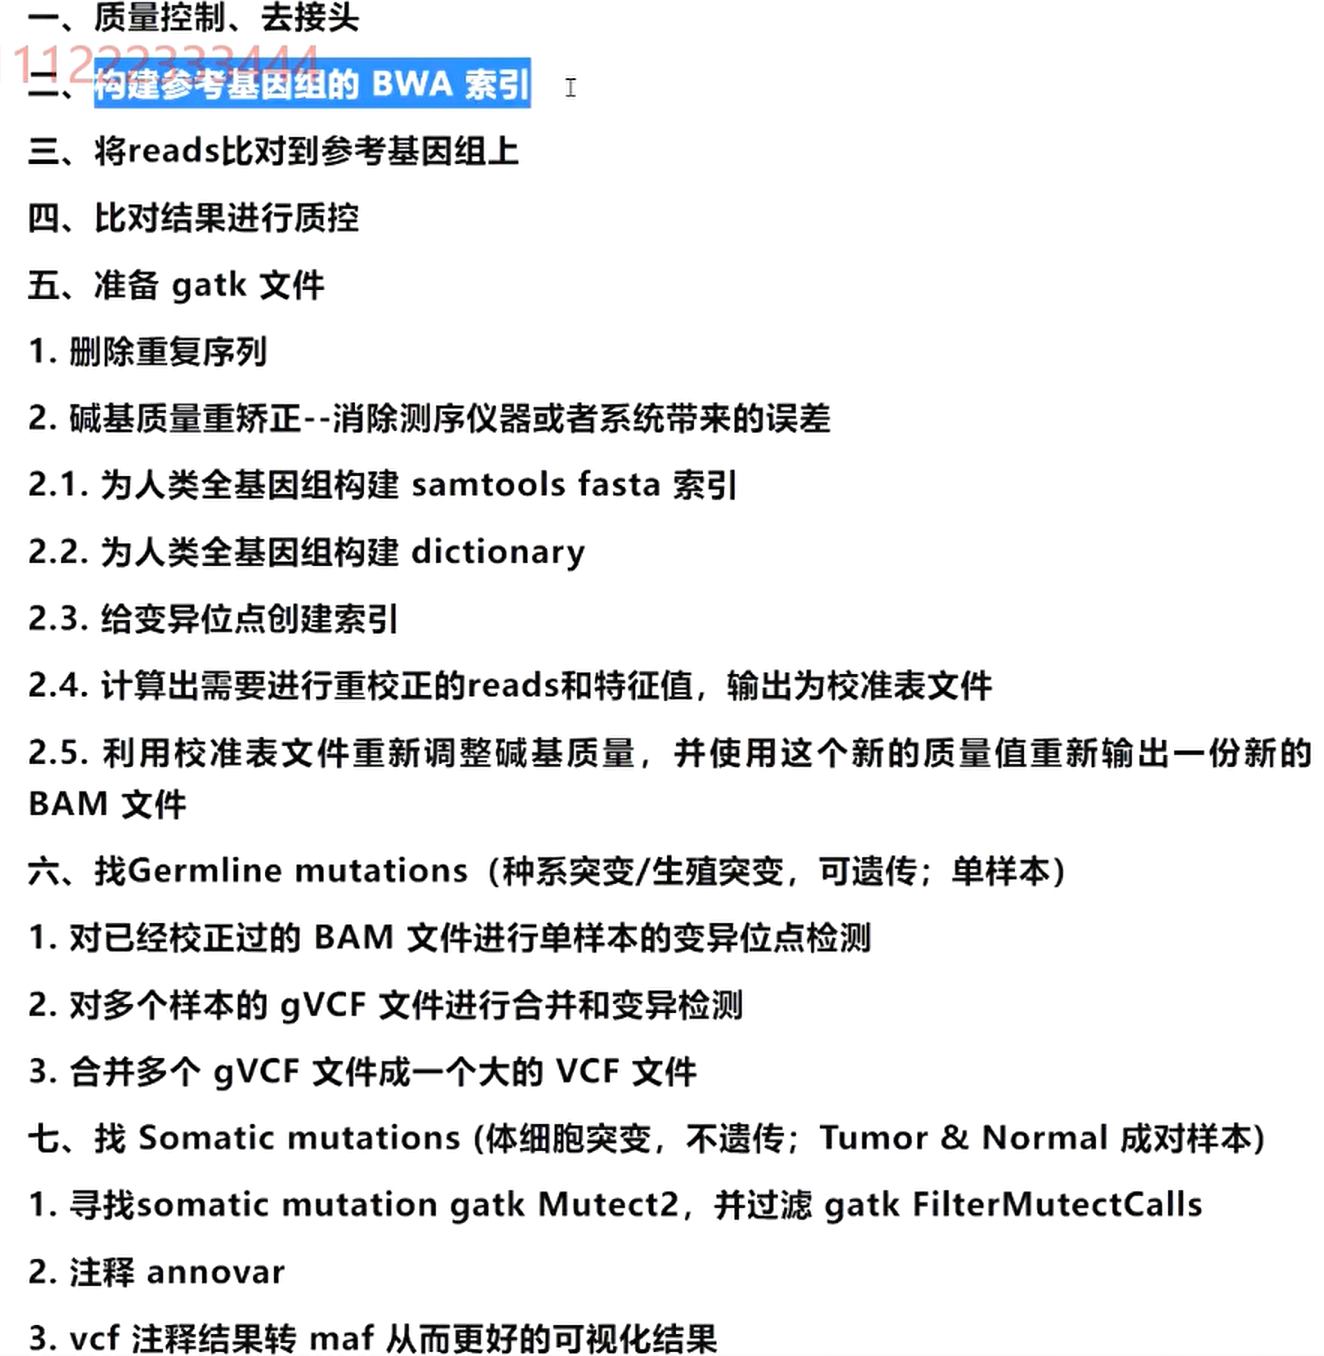 一、质量控制、去接头
11222333444
二、构建参考基因组的 BWA 索引
三、将reads比对到参考基因组上
四、比对结果进行质控
五、准备 gatk 文件
1. 删除重复序列
2. 碱基质量重矫正--消除测序仪器或者系统带来的误差
2.1. 为人类全基因组构建 samtools fasta 索引
2.2. 为人类全基因组构建 dictionary
2.3. 给变异位点创建索引
2.4. 计算出需要进行重校正的reads和特征值，输出为校准表文件
2.5. 利用校准表文件重新调整碱基质量，并使用这个新的质量值重新输出一份新的
BAM 文件
六、找Germline mutations（种系突变/生殖突变，可遗传；单样本）
1. 对已经校正过的 BAM 文件进行单样本的变异位点检测
2. 对多个样本的 gVCF 文件进行合并和变异检测
3. 合并多个 gVCF 文件成一个大的 VCF 文件
七、找 Somatic mutations (体细胞突变，不遗传；Tumor & Normal 成对样本)
1. 寻找somatic mutation gatk Mutect2，并过滤 gatk FilterMutectCalls
2. 注释 annovar
3. vcf 注释结果转 maf 从而更好的可视化结果